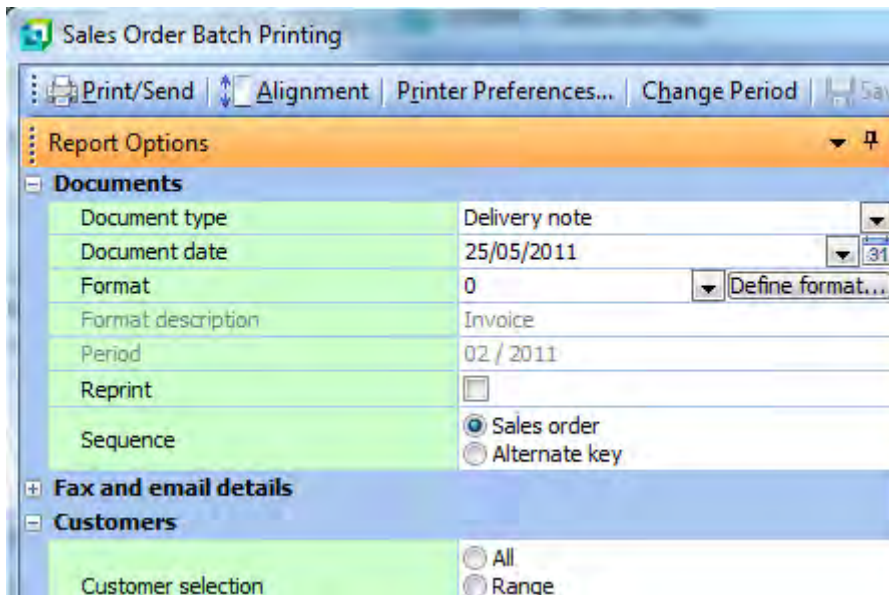 Sales Order Batch Printing
Print/Send Alignment Printer Preferences... Change Period Sav
Report Options
Documents
Document type Delivery note
Document date 25/05/2011 31
Format 0 Define format...
Format description Invoice
Period 02 / 2011
Reprint
Sequence Sales order
Alternate key
Fax and email details
Customers
All
Customer selection Range